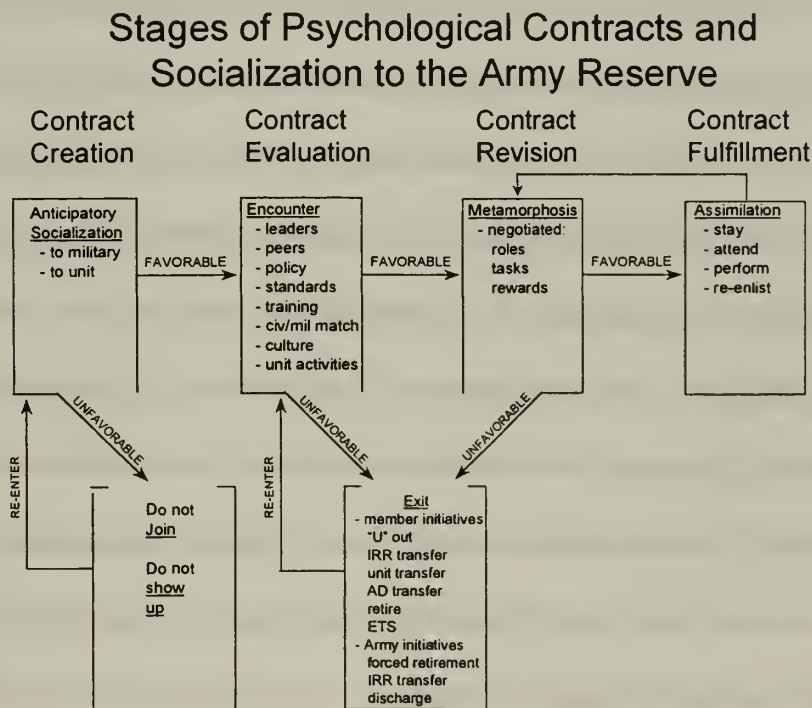 Stages of Psychological Contracts and
Socialization to the Army Reserve
Contract
Creation
Contract
Evaluation
Contract
Revision
Contract
Fulfillment
Anticipatory
Socialization
- to military
- to unit
FAVORABLE
Encounter
- leaders
- peers
- policy
- standards
- training
- civ/mil match
- culture
- unit activities
FAVORABLE
Metamorphosis
- negotiated:
roles
tasks
rewards
FAVORABLE
Assimilation
- stay
- attend
- perform
- re-enlist
UNFAVORABLE
RE-ENTER
Do not
Join
Do not
show
up
UNFAVORABLE
RE-ENTER
UNFAVORABLE
Exit
- member initiatives
"U" out
IRR transfer
unit transfer
AD transfer
retire
ETS
- Army initiatives
forced retirement
IRR transfer
discharge